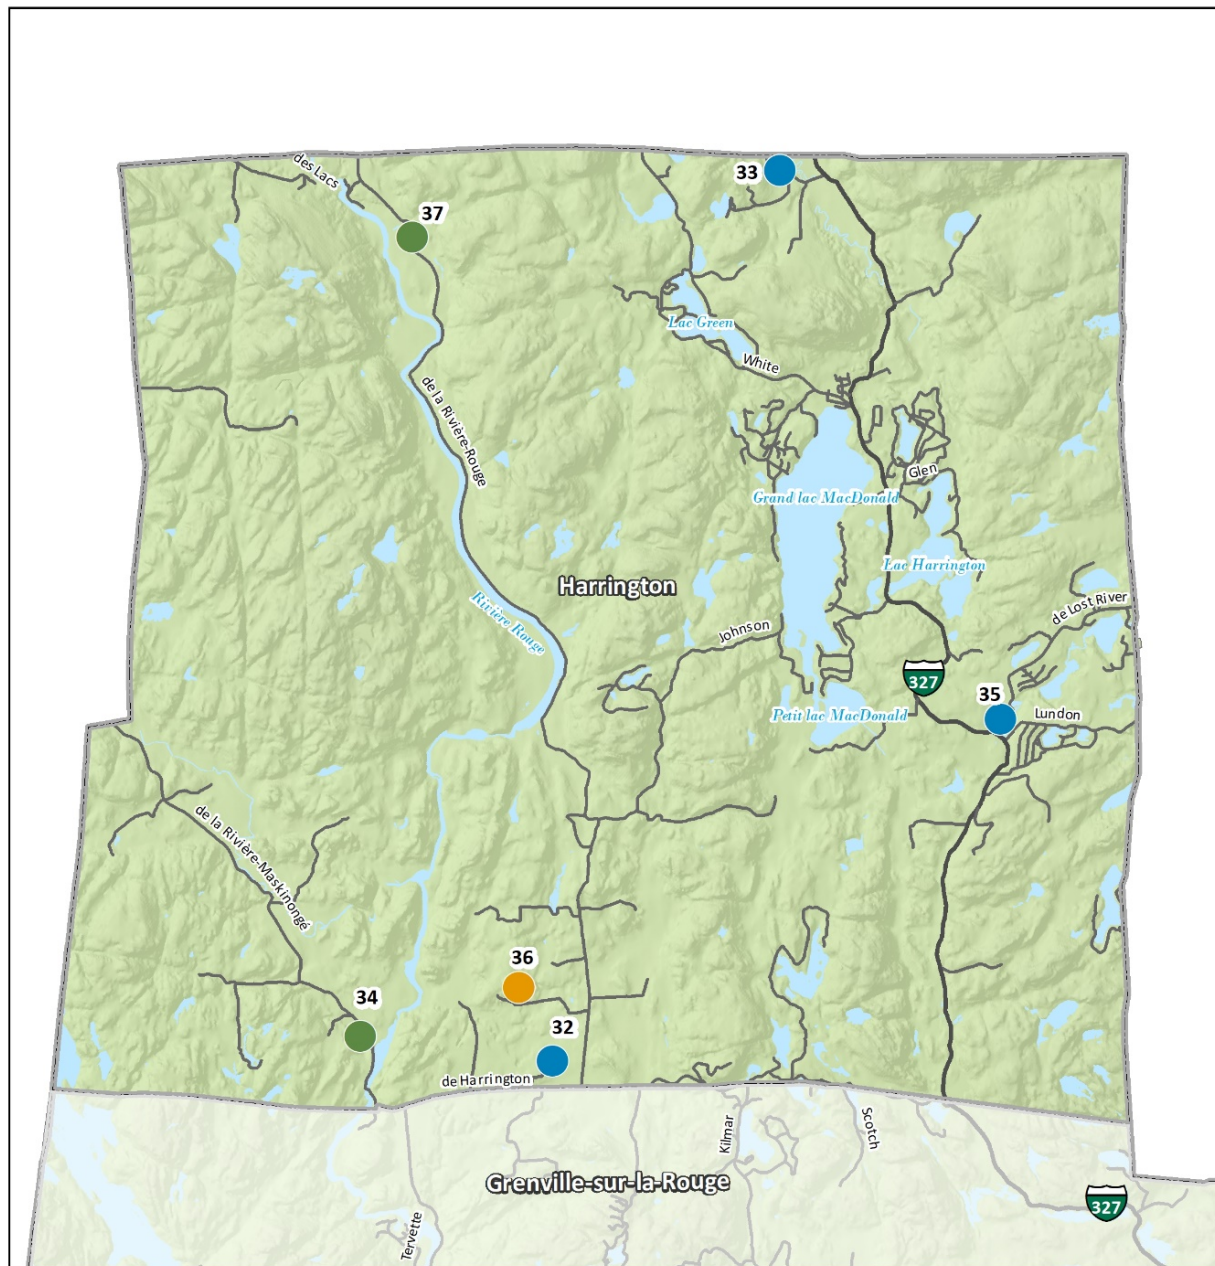 des Lacs
33
37
Lac Green
White
de la Rivière-Rouge
Glen
Grand lac MacDonald
Lac Harrington
Harrington
de Lost River
Rivière Rouge
Johnson
327
35
Lundon
Petit lac MacDonald
de la Rivière-Maskinongé
36
34
32
de Harrington
Kilmar
Scotch
Grenville-sur-la-Rouge
327
Tervette